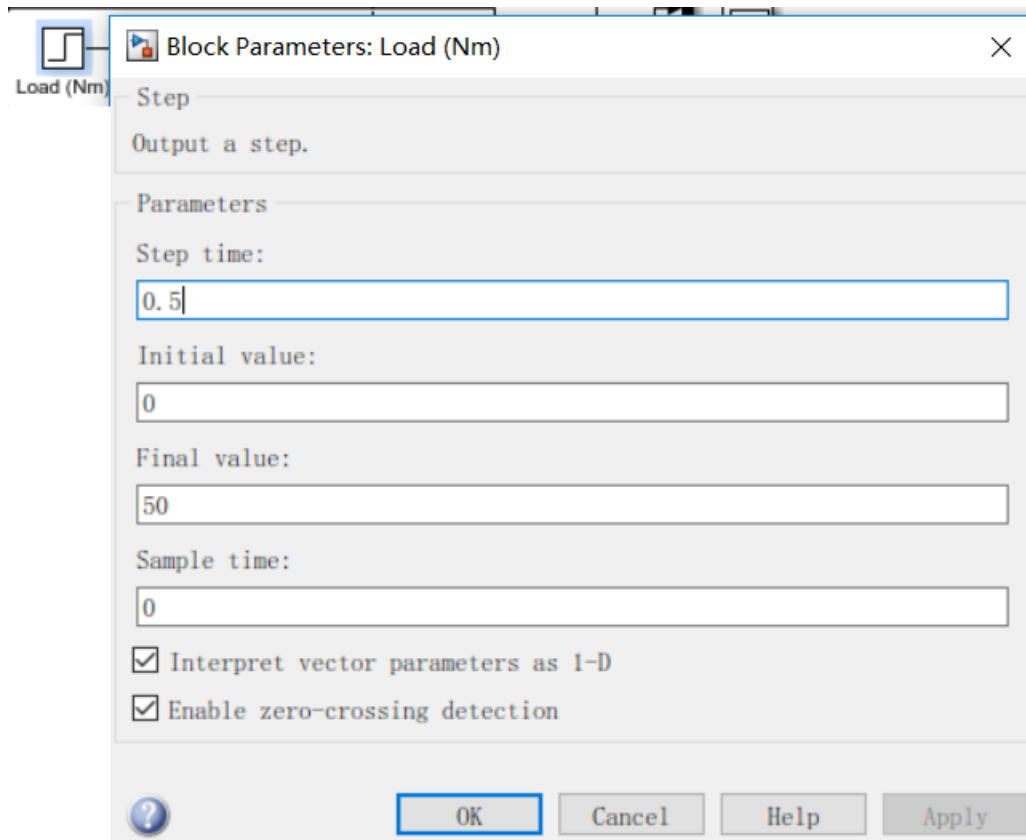 Block Parameters: Load (Nm)
Load (Nm)
Step
Output a step.
Parameters
Step time:
0.5
Initial value:
0
Final value:
50
Sample time:
0
Interpret vector parameters as 1-D
Enable zero-crossing detection
OK Cancel Help Apply